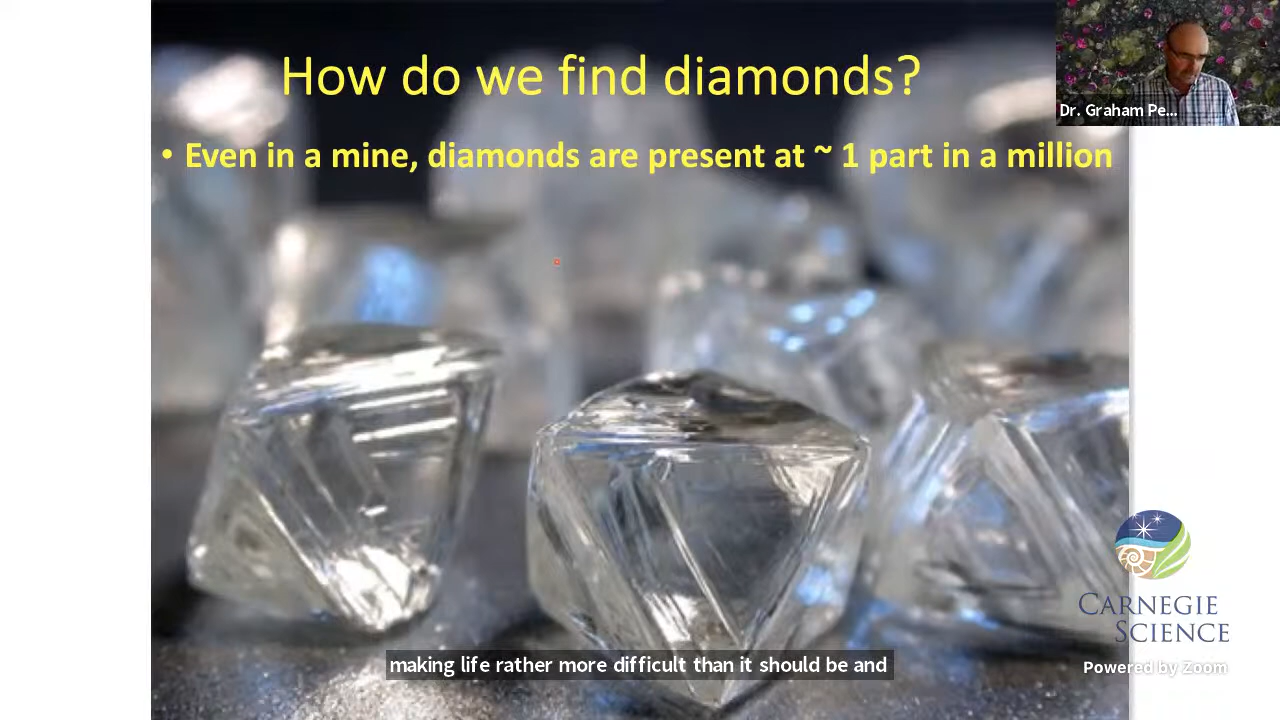 How do we find diamonds?
Dr. Graham Pe...
• Even in a mine, diamonds are present at ~ 1 part in a million
CARNEGIE
SCIENCE
making life rather more difficult than it should be and
Powered by Zoom